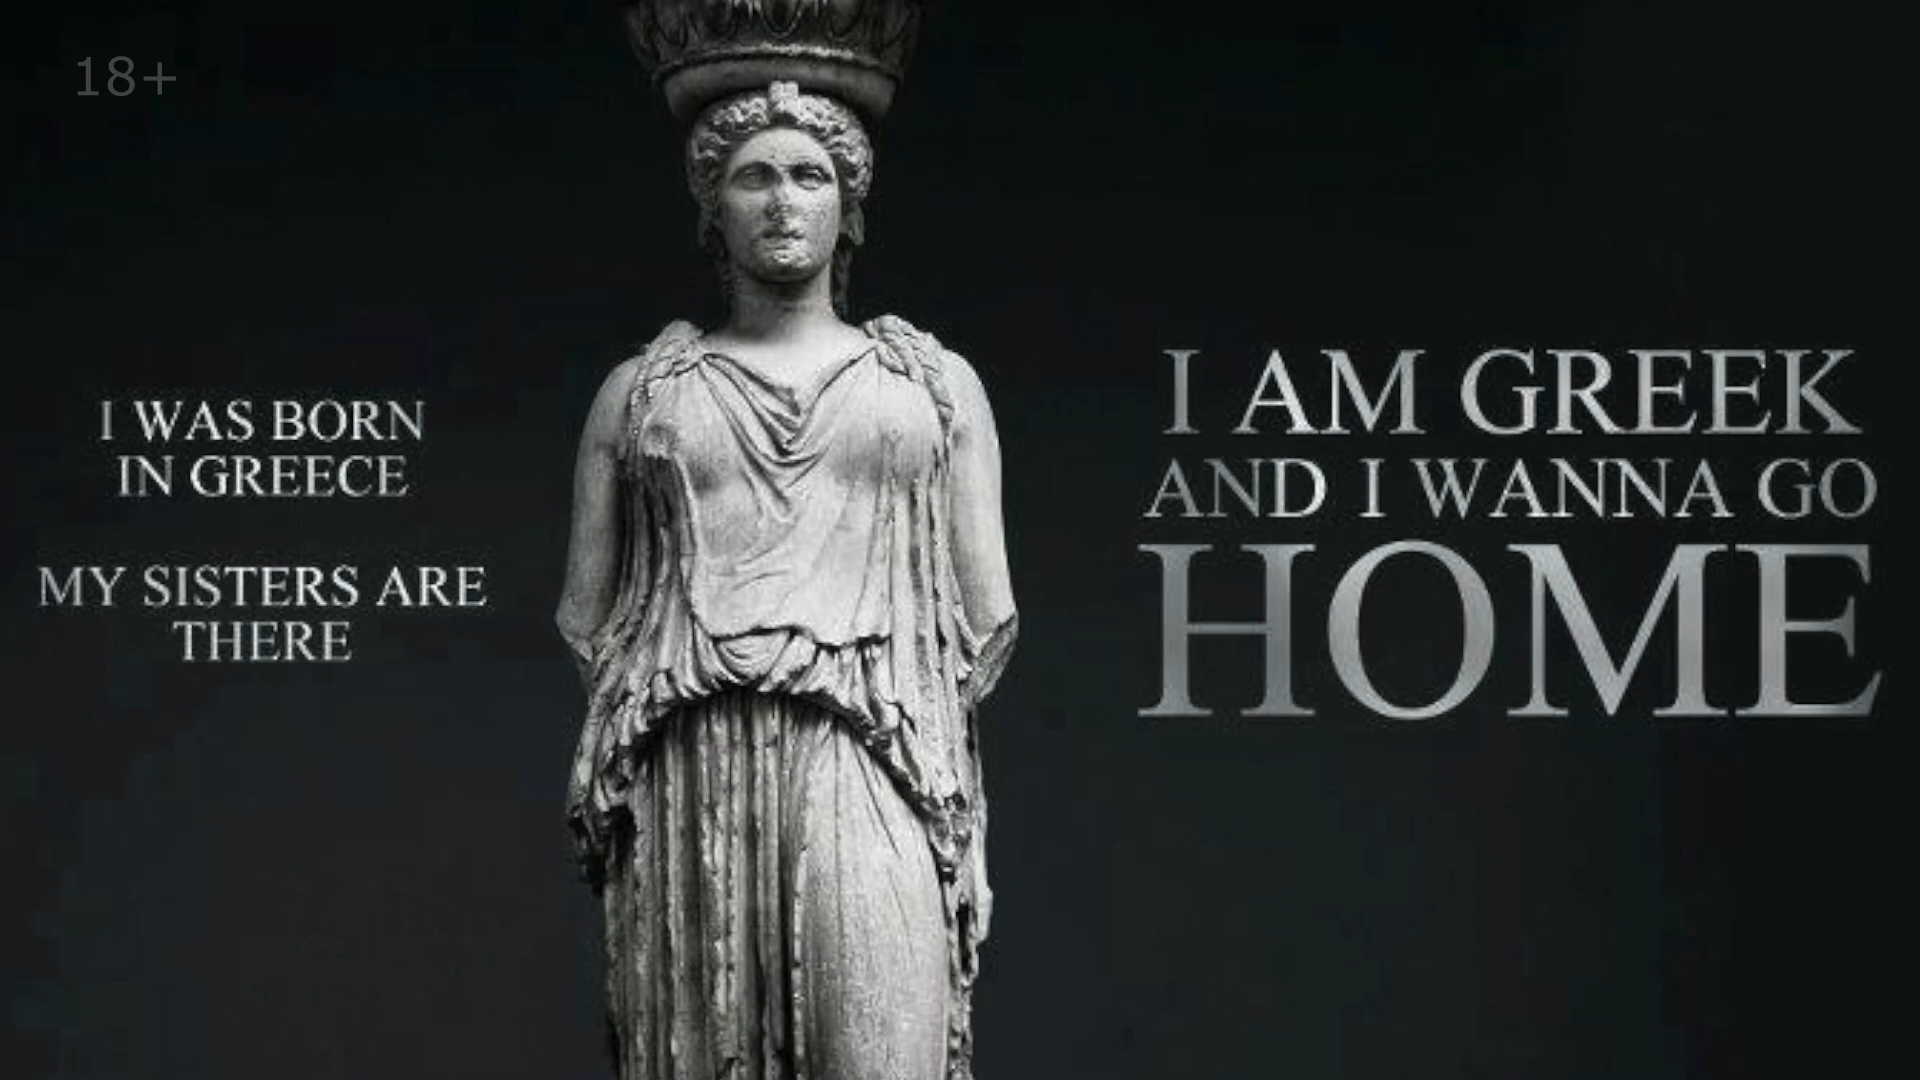 18+
I WAS BORN
IN GREECE
MY SISTERS ARE
THERE
I AM GREEK
AND I WANNA GO
HOME